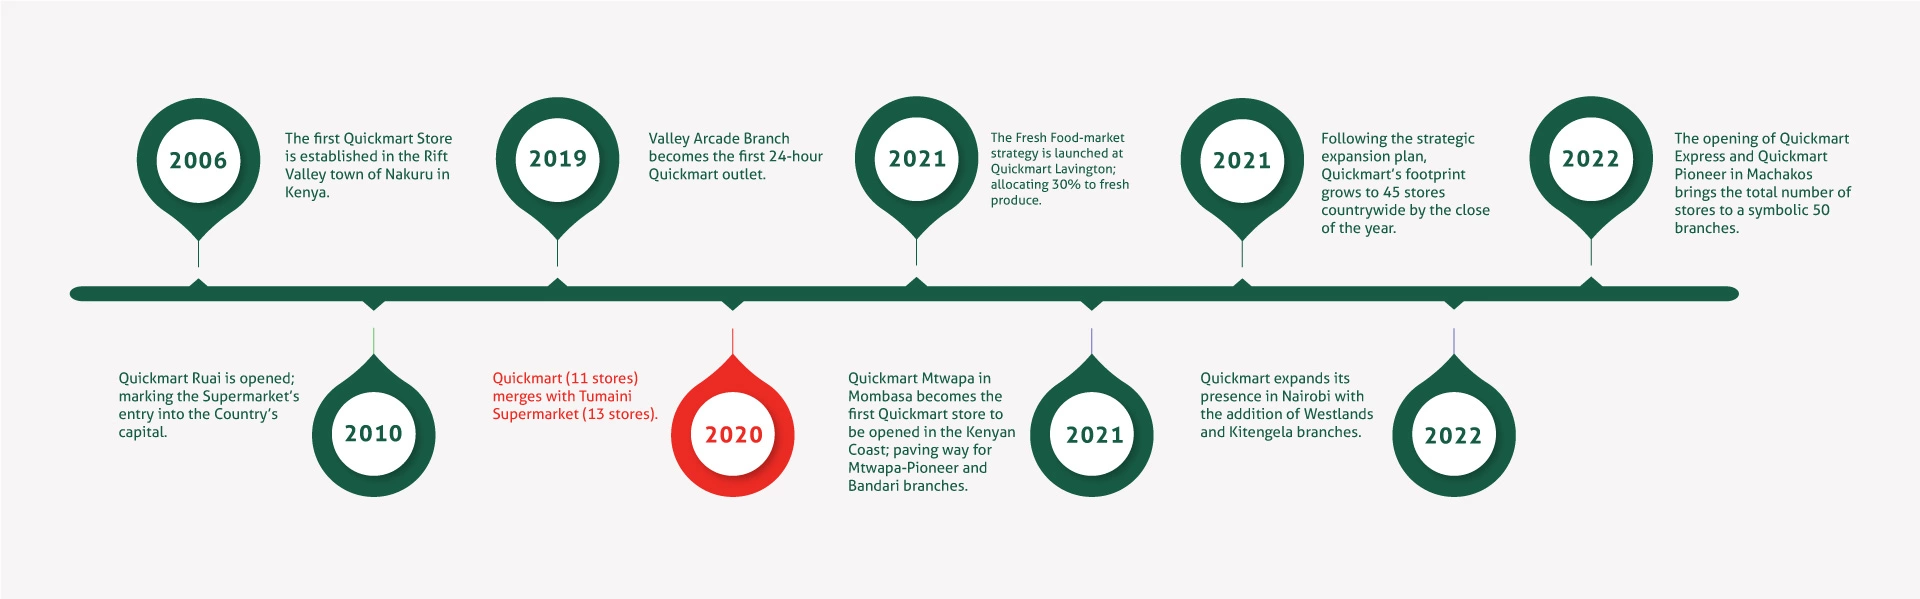 2006
The first Quickmart Store
is established in the Rift
Valley town of Nakuru in
Kenya.
Quickmart Ruai is opened;
marking the Supermarket's
entry into the Country's
capital.
2010
2019
Valley Arcade Branch
becomes the first 24-hour
Quickmart outlet.
Quickmart (11 stores)
merges with Tumaini
Supermarket (13 stores).
2020
2021
The Fresh Food-market
strategy is launched at
Quickmart Lavington;
allocating 30% to fresh
produce.
Quickmart Mtwapa in
Mombasa becomes the
first Quickmart store to
be opened in the Kenyan
Coast; paving way for
Mtwapa-Pioneer and
Bandari branches.
2021
2021
Following the strategic
expansion plan,
Quickmart's footprint
grows to 45 stores
countrywide by the close
of the year.
Quickmart expands its
presence in Nairobi with
the addition of Westlands
and Kitengela branches.
2022
2022
The opening of Quickmart
Express and Quickmart
Pioneer in Machakos
brings the total number of
stores to a symbolic 50
branches.